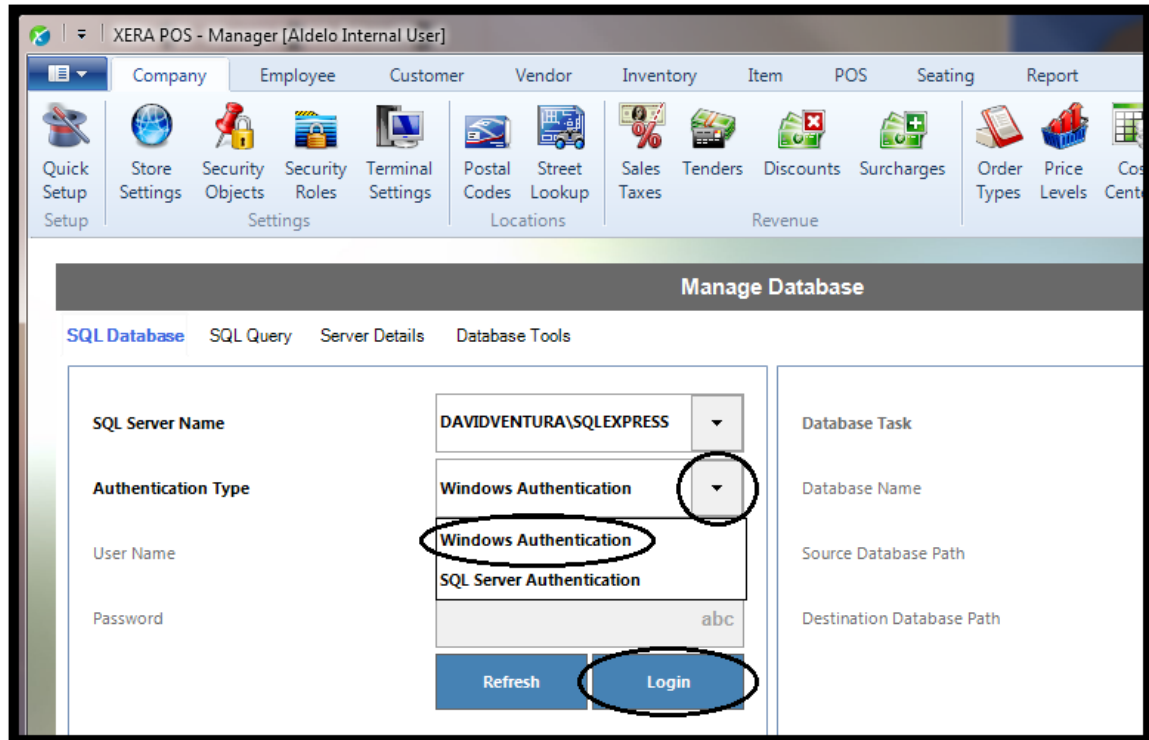 XERA POS - Manager [Aldelo Internal User]
Company Employee Customer Vendor Inventory Item POS Seating Report
Quick Setup Store Settings Security Objects Security Roles Terminal Settings Postal Codes Street Lookup Sales Taxes Tenders Discounts Surcharges Order Types Price Levels
Setup Settings Locations Revenue
Manage Database
SQL Database SQL Query Server Details Database Tools
SQL Server Name DAVIDVENTURA\SQLEXPRESS Database Task
Authentication Type Windows Authentication Database Name
Windows Authentication
User Name Source Database Path
SQL Server Authentication
Password abc Destination Database Path
Refresh Login